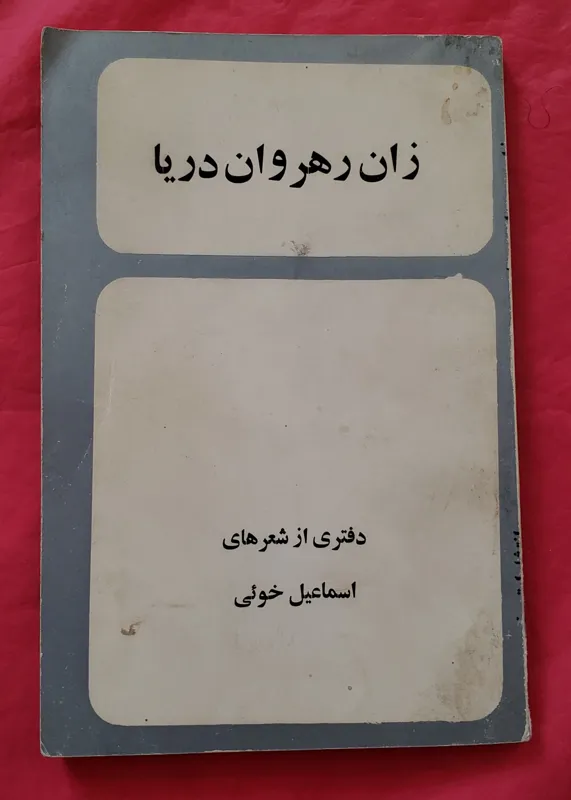 زان رهروان دریا
دفتری از شعرهای
اسماعیل خوئی